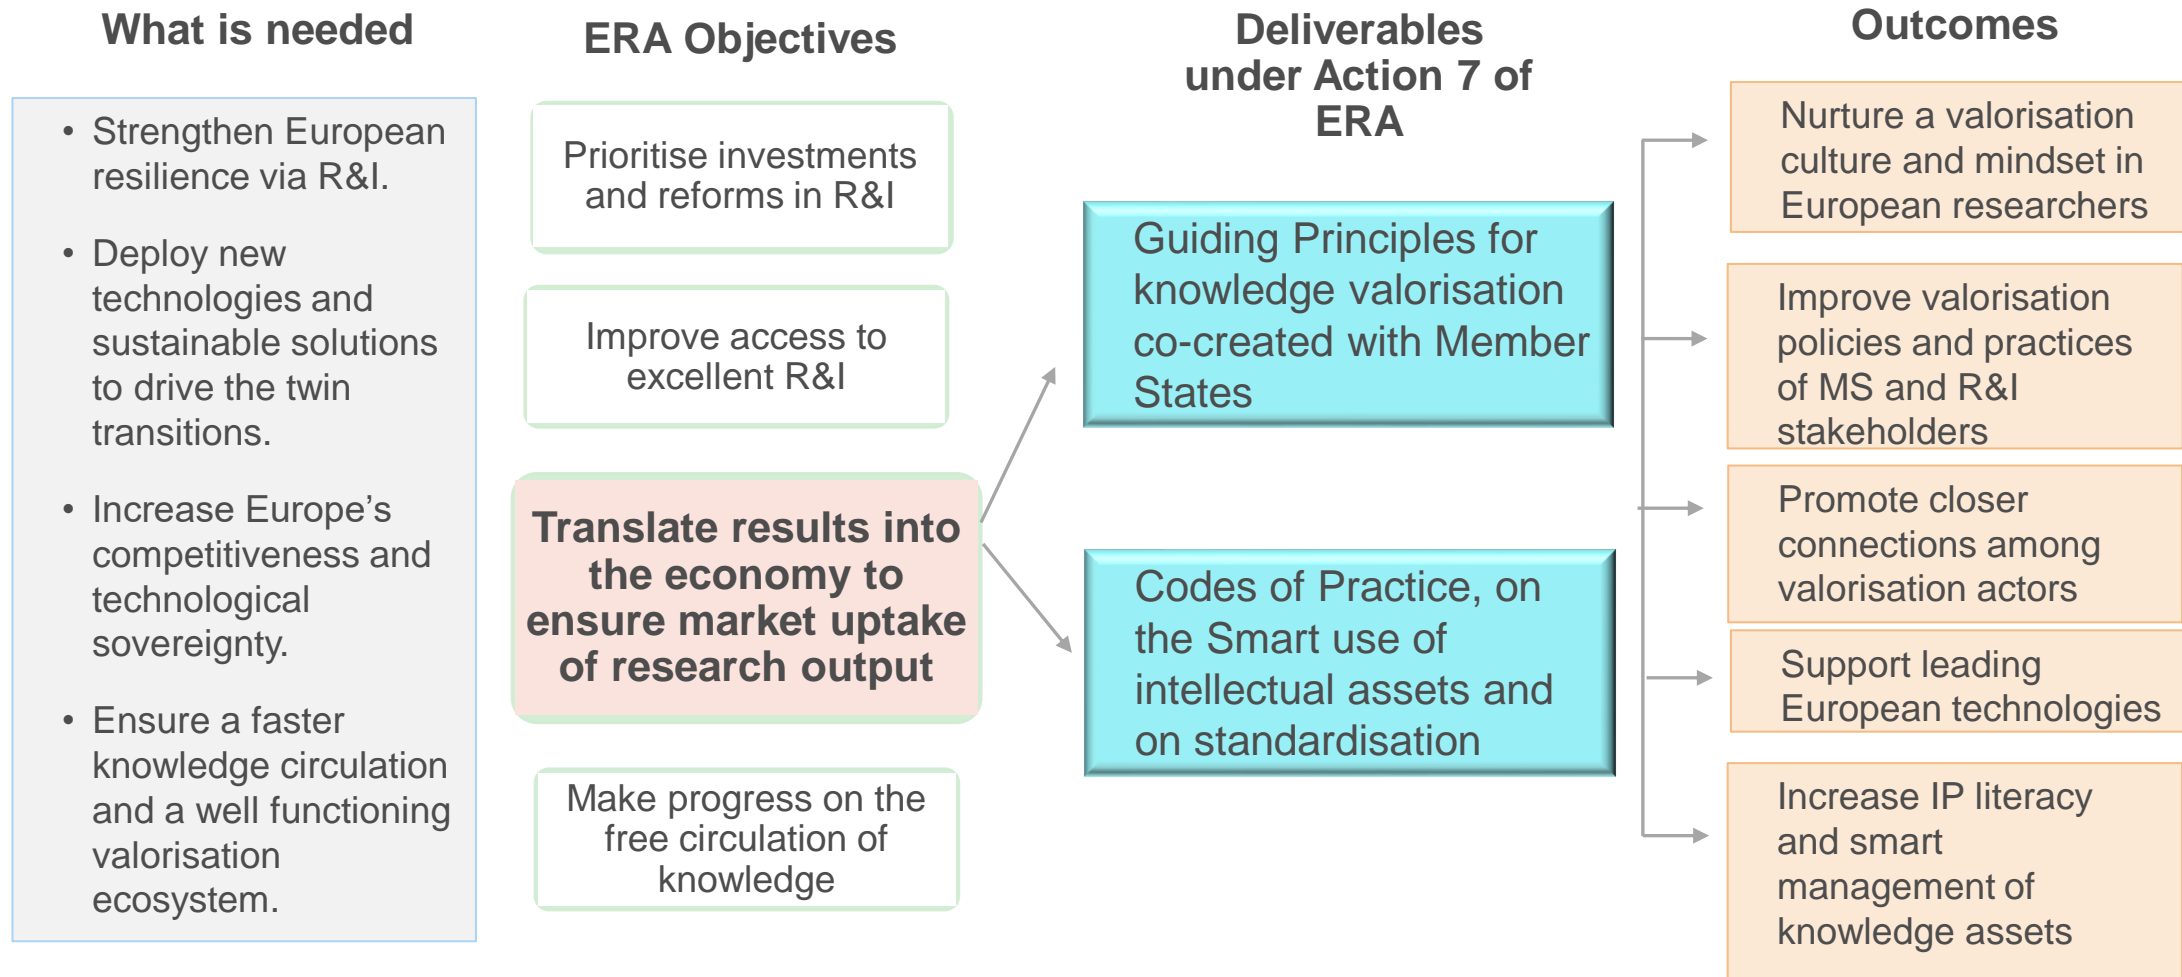 What is needed
• Strengthen European
resilience via R&I.
• Deploy new
technologies and
sustainable solutions
to drive the twin
transitions.
• Increase Europe’s
competitiveness and
technological
sovereignty.
• Ensure a faster
knowledge circulation
and a well functioning
valorisation
ecosystem.
ERA Objectives
Prioritise investments
and reforms in R&I
Improve access to
excellent R&I
Translate results into
the economy to
ensure market uptake
of research output
Make progress on the
free circulation of
knowledge
Deliverables
under Action 7 of
ERA
Guiding Principles for
knowledge valorisation
co-created with Member
States
Codes of Practice, on
the Smart use of
intellectual assets and
on standardisation
Outcomes
Nurture a valorisation
culture and mindset in
European researchers
Improve valorisation
policies and practices
of MS and R&I
stakeholders
Promote closer
connections among
valorisation actors
Support leading
European technologies
Increase IP literacy
and smart
management of
knowledge assets